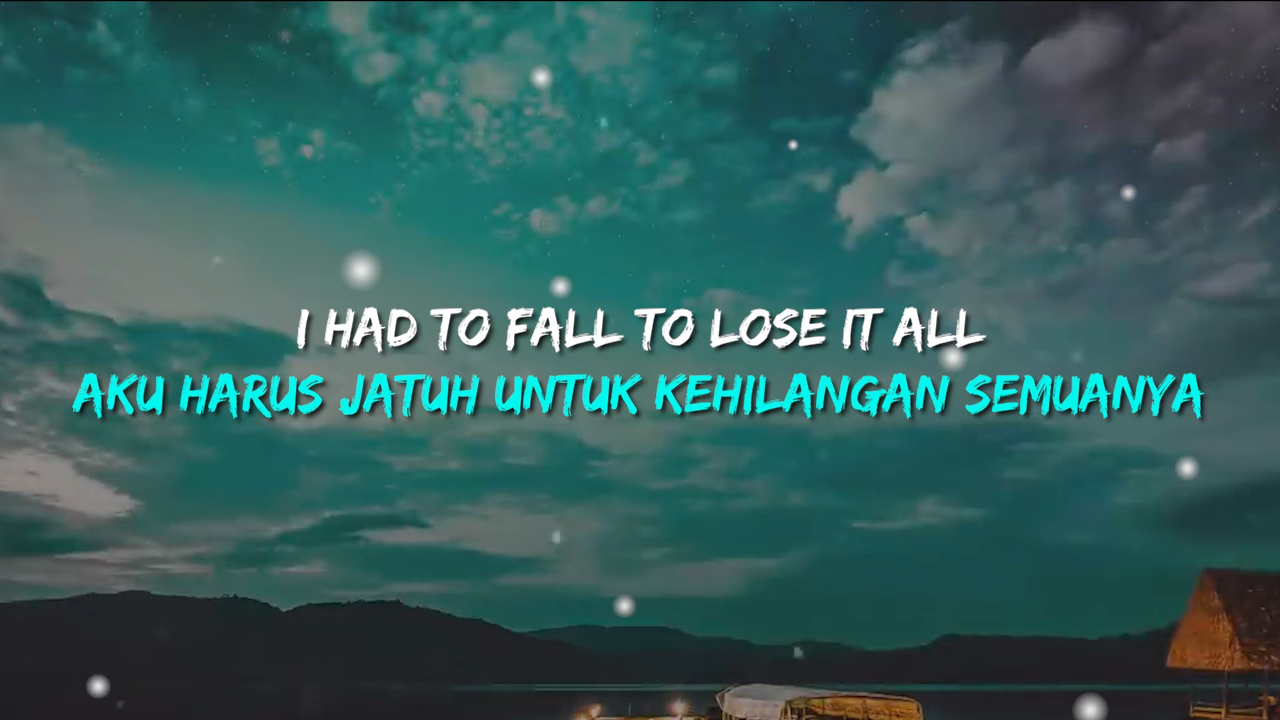 I HAD TO FALL TO LOSE IT ALL
AKU HARUS JATUH UNTUK KEHILANGAN SEMUANYA